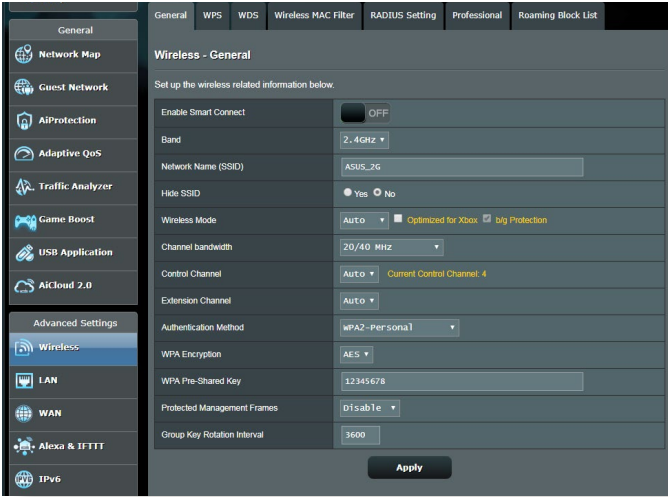 General
Network Map
Guest Network
AiProtection
Adaptive QoS
Traffic Analyzer
Game Boost
USB Application
AiCloud 2.0
Advanced Settings
Wireless
LAN
WAN
Alexa & IFTTT
IPv6
General WPS WDS Wireless MAC Filter RADIUS Setting Professional Roaming Block List
Wireless - General
Set up the wireless related information below.
Enable Smart Connect OFF
Band 2.4GHz
Network Name (SSID) ASUS_2G
Hide SSID Yes No
Wireless Mode Auto Optimized for Xbox b/g Protection
Channel bandwidth 20/40 MHz
Control Channel Auto Current Control Channel: 4
Extension Channel Auto
Authentication Method WPA2-Personal
WPA Encryption AES
WPA Pre-Shared Key 12345678
Protected Management Frames Disable
Group Key Rotation Interval 3600
Apply